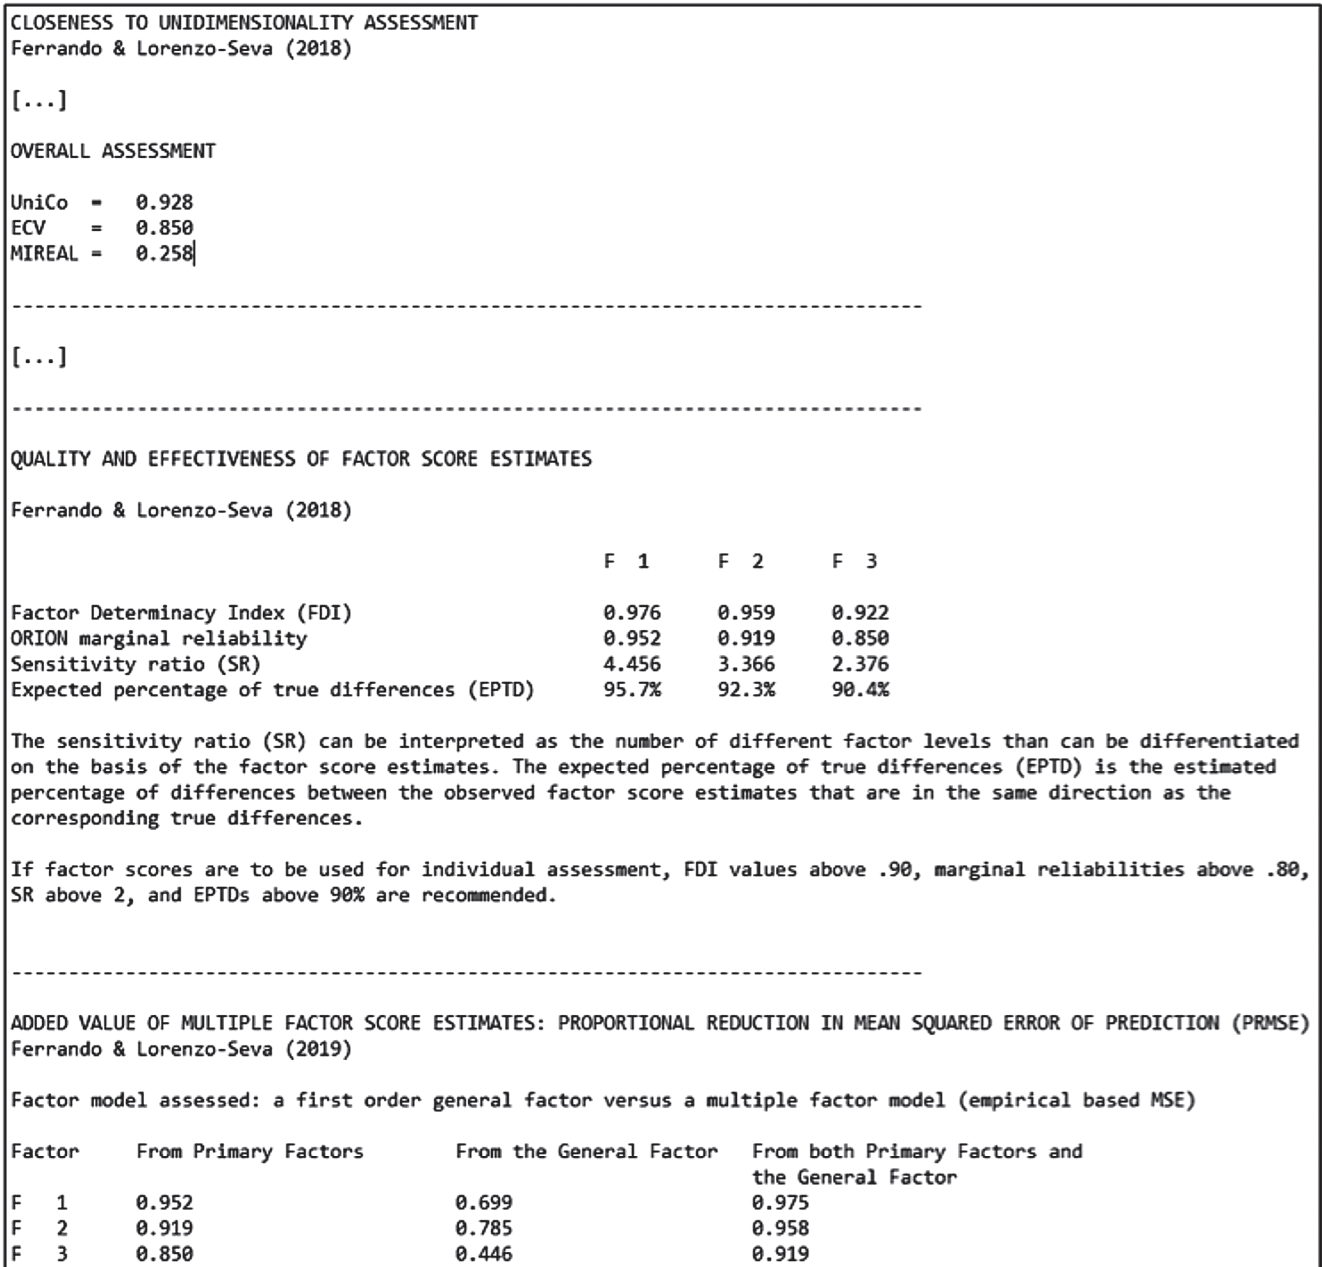 CLOSENESS TO UNIDIMENSIONALITY ASSESSMENT
Ferrando & Lorenzo-Seva (2018)
[...]
OVERALL ASSESSMENT
UniCo = 0.928
ECV = 0.850
MIREAL = 0.258
--------------------------------------------------------------------------------
[...]
--------------------------------------------------------------------------------
QUALITY AND EFFECTIVENESS OF FACTOR SCORE ESTIMATES
Ferrando & Lorenzo-Seva (2018)
F 1 F 2 F 3
Factor Determinacy Index (FDI) 0.976 0.959 0.922
ORION marginal reliability 0.952 0.919 0.850
Sensitivity ratio (SR) 4.456 3.366 2.376
Expected percentage of true differences (EPTD) 95.7% 92.3% 90.4%
The sensitivity ratio (SR) can be interpreted as the number of different factor levels than can be differentiated
on the basis of the factor score estimates. The expected percentage of true differences (EPTD) is the estimated
percentage of differences between the observed factor score estimates that are in the same direction as the
corresponding true differences.
If factor scores are to be used for individual assessment, FDI values above .90, marginal reliabilities above .80,
SR above 2, and EPTDs above 90% are recommended.
--------------------------------------------------------------------------------
ADDED VALUE OF MULTIPLE FACTOR SCORE ESTIMATES: PROPORTIONAL REDUCTION IN MEAN SQUARED ERROR OF PREDICTION (PRMSE)
Ferrando & Lorenzo-Seva (2019)
Factor model assessed: a first order general factor versus a multiple factor model (empirical based MSE)
Factor From Primary Factors From the General Factor From both Primary Factors and
the General Factor
F 1 0.952 0.699 0.975
F 2 0.919 0.785 0.958
F 3 0.850 0.446 0.919